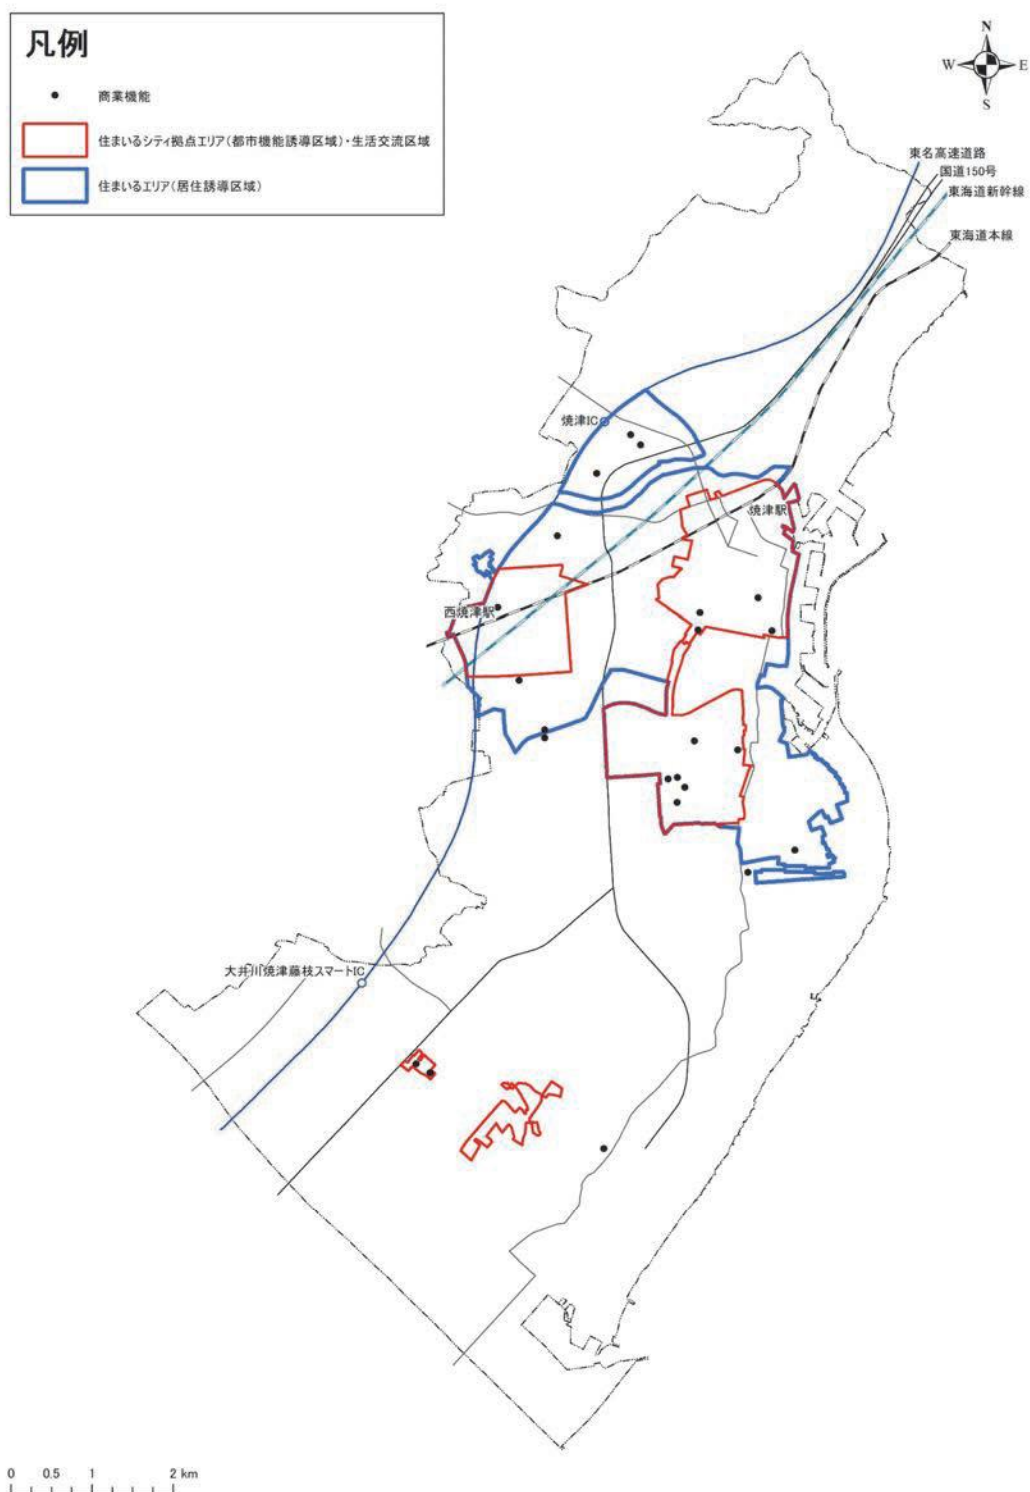 凡例
商業機能
住まいるシティ拠点エリア(都市機能誘導区域)・生活交流区域
住まいるエリア(居住誘導区域)
N
W
E
S
東名高速道路
国道150号
東海道新幹線
東海道本線
焼津IC
焼津駅
西焼津駅
大井川焼津藤枝スマートIC
0 0.5 1 2 km